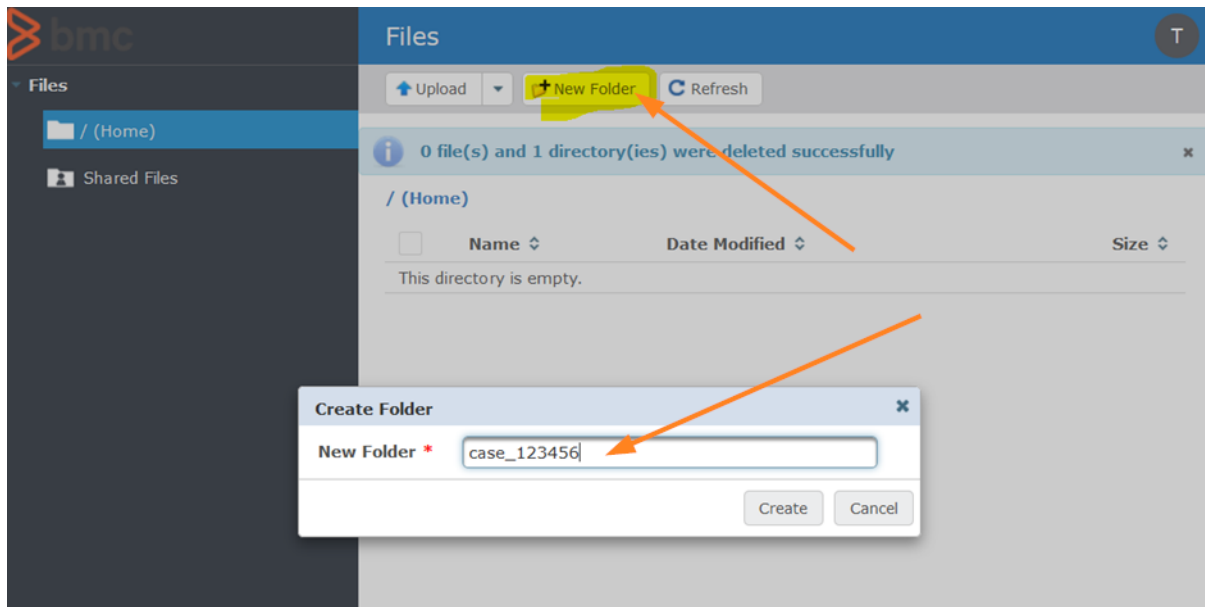 bmc
Files
T
Files
Upload New Folder Refresh
/ (Home)
0 file(s) and 1 directory(ies) were deleted successfully
Shared Files
/ (Home)
Name Date Modified Size
This directory is empty.
Create Folder
New Folder * case_123456
Create Cancel